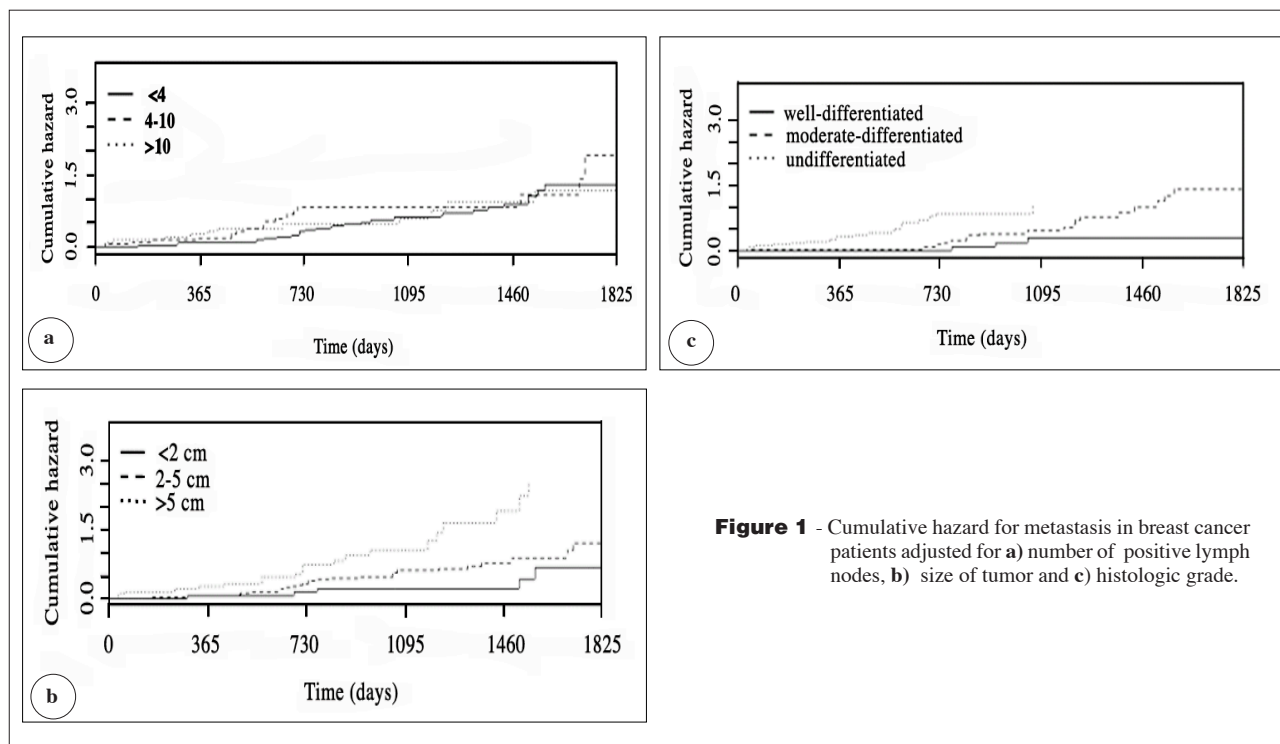 Cumulative hazard
3.0
1.5
0.0
<4
4-10
>10
0 365 730 1095 1460 1825
Time (days)
a
Cumulative hazard
3.0
1.5
0.0
well-differentiated
moderate-differentiated
undifferentiated
0 365 730 1095 1460 1825
Time (days)
c
Cumulative hazard
3.0
1.5
0.0
<2 cm
2-5 cm
>5 cm
0 365 730 1095 1460 1825
Time (days)
b
Figure 1 - Cumulative hazard for metastasis in breast cancer
patients adjusted for a) number of positive lymph
nodes, b) size of tumor and c) histologic grade.